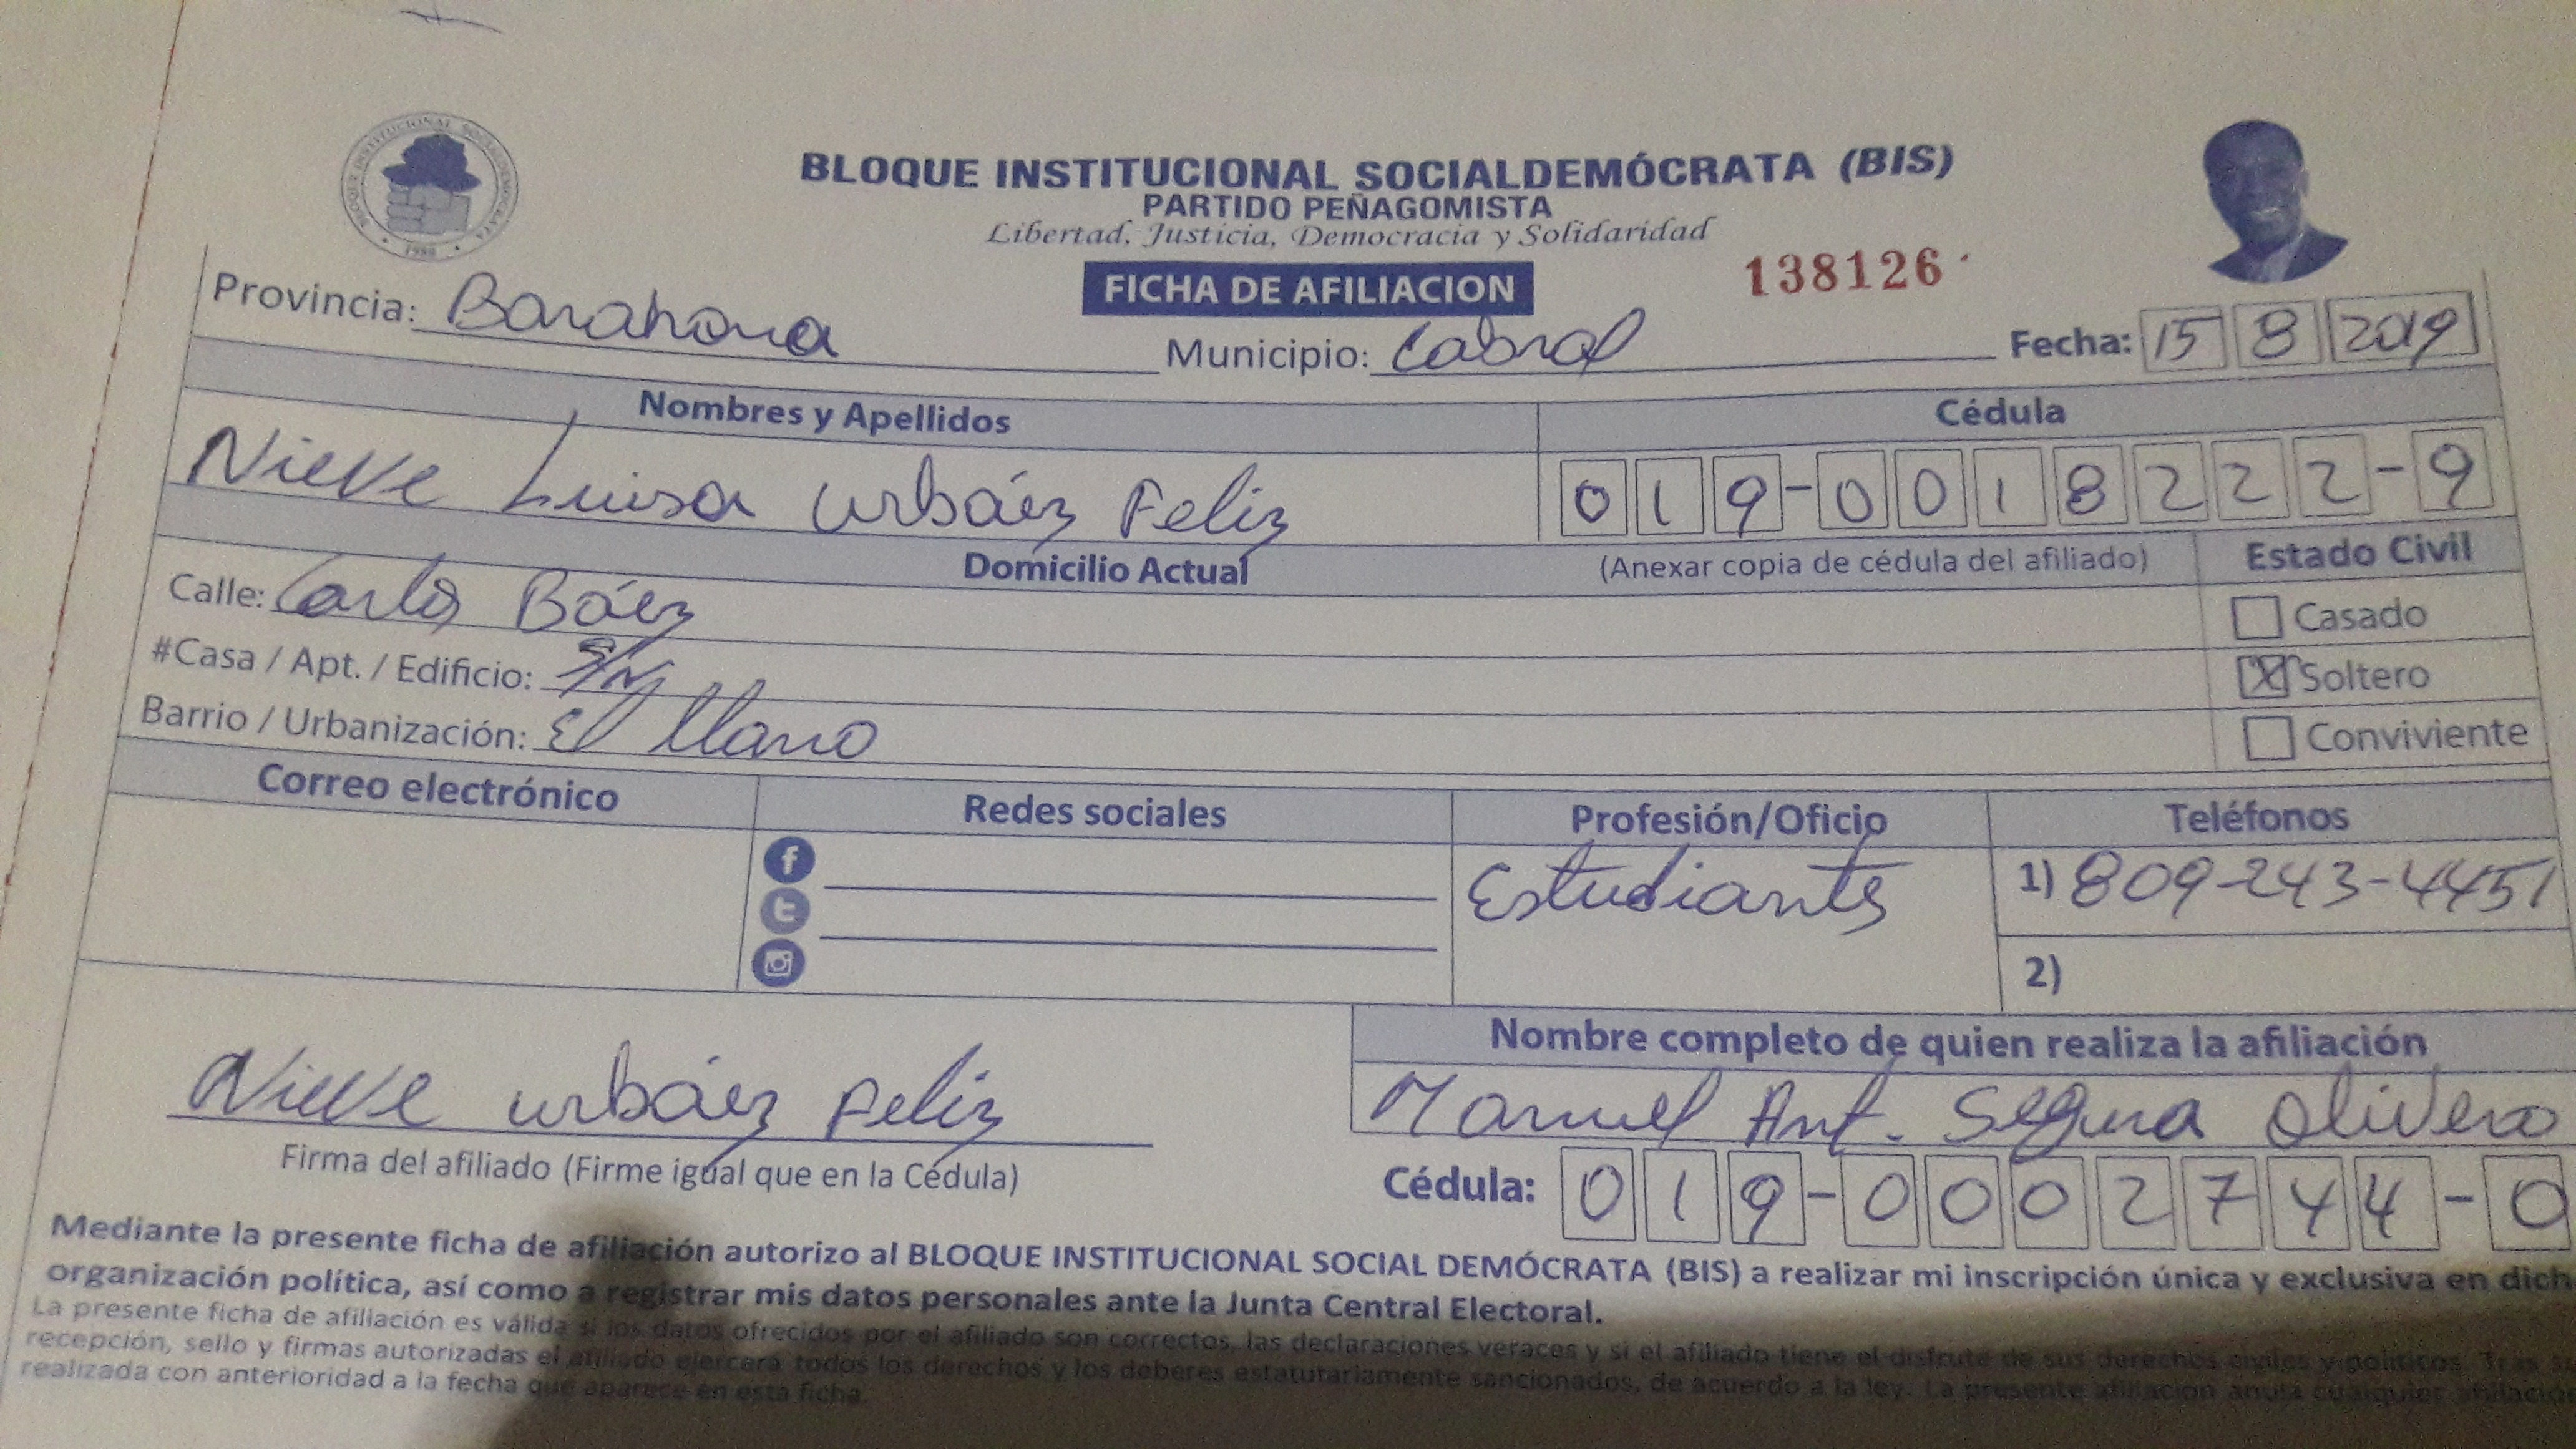 BLOQUE INSTITUCIONAL SOCIALDEMÓCRATA
1989
BLOQUE INSTITUCIONAL SOCIALDEMÓCRATA (BIS)
PARTIDO PEÑAGOMISTA
Libertad, Justicia, Democracia y Solidaridad
FICHA DE AFILIACION
138126
Provincia: Barahona
Municipio: Cabral
Fecha: 15 8 2019
Nombres y Apellidos
Cédula
Nieve Luisa Urbáez Feliz
019-0018222-9
Domicilio Actual
(Anexar copia de cédula del afiliado)
Estado Civil
Calle: Carlos Báez
Casado
#Casa / Apt. / Edificio: S/N
X Soltero
Barrio / Urbanización: El Llano
Conviviente
Correo electrónico
Redes sociales
Profesión/Oficio
Teléfonos
Estudiante
1) 809-243-4451
2)
Nombre completo de quien realiza la afiliación
Nieve Urbáez Feliz
Manuel Ant. Segura Olivero
Firma del afiliado (Firme igual que en la Cédula)
Cédula: 019-0002744-0
Mediante la presente ficha de afiliación autorizo al BLOQUE INSTITUCIONAL SOCIAL DEMÓCRATA (BIS) a realizar mi inscripción única y exclusiva en dich
organización política, así como a registrar mis datos personales ante la Junta Central Electoral.
La presente ficha de afiliación es válida si los datos ofrecidos por el afiliado son correctos, las declaraciones veraces y si el afiliado tiene el disfrute de sus derechos civiles y políticos. Tras
recepción, sello y firmas autorizadas el afiliado ejercerá todos los derechos y los deberes estatutariamente sancionados, de acuerdo a la ley. La presente afiliación anula cualquier afiliació
realizada con anterioridad a la fecha que aparece en esta ficha.